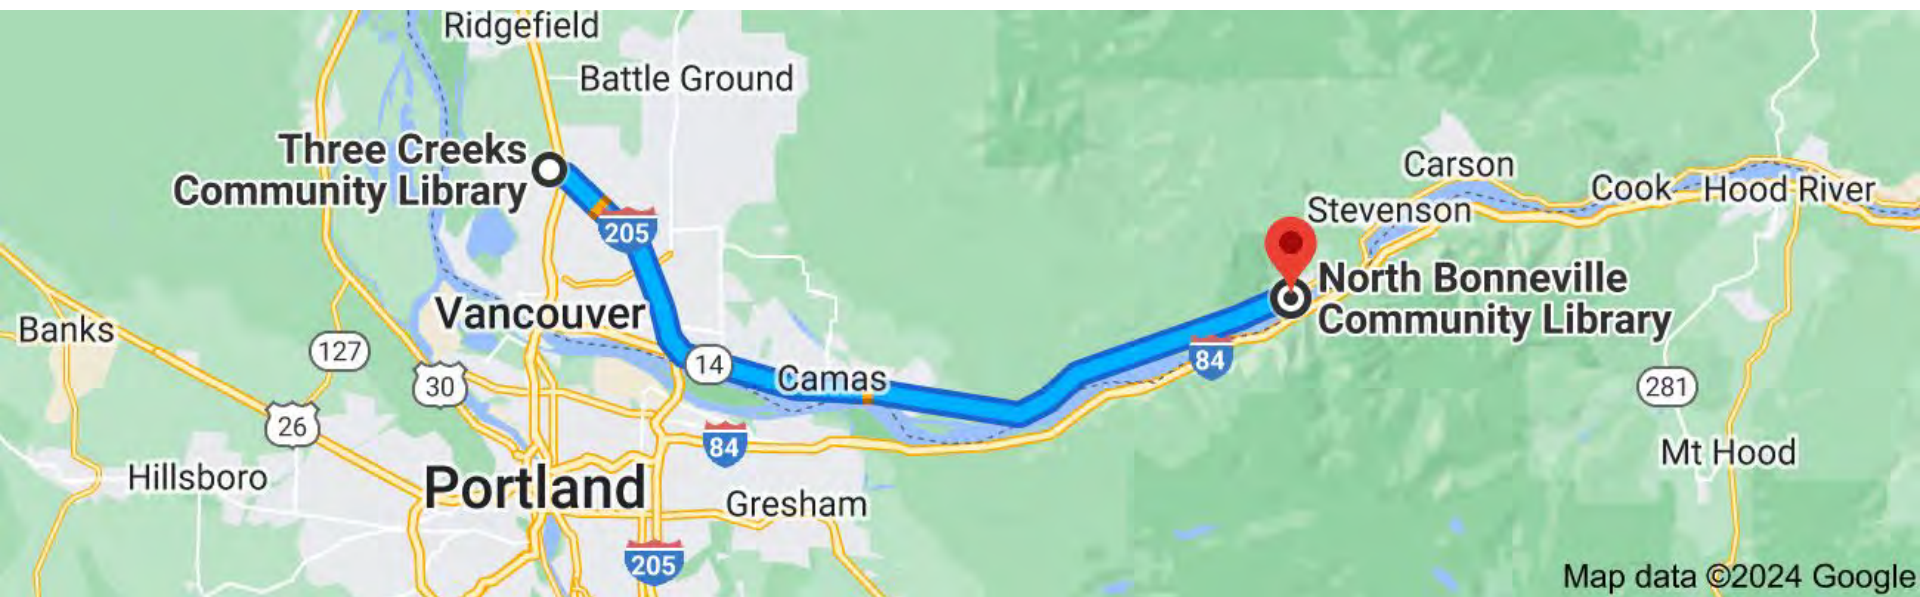 Ridgefield
Battle Ground
Three Creeks
Community Library
Carson
Cook
Hood River
Stevenson
205
North Bonneville
Community Library
Vancouver
Banks
127
14
84
Camas
30
281
26
84
Mt Hood
Hillsboro
Portland
Gresham
205
Map data ©2024 Google